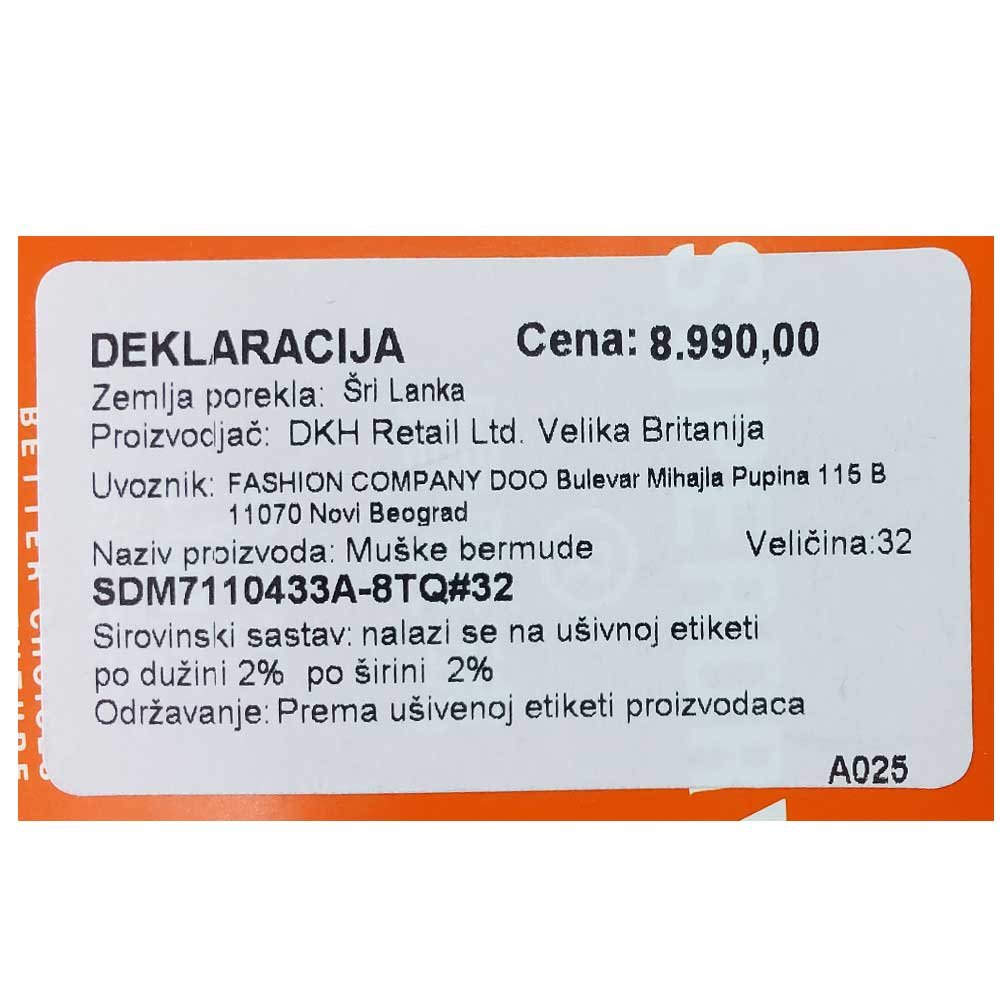 DEKLARACIJA Cena: 8.990,00
Zemlja porekla: Šri Lanka
Proizvodjač: DKH Retail Ltd. Velika Britanija
Uvoznik: FASHION COMPANY DOO Bulevar Mihajla Pupina 115 B
11070 Novi Beograd
Naziv proizvoda: Muške bermude Veličina:32
SDM7110433A-8TQ#32
Sirovinski sastav: nalazi se na ušivnoj etiketi
po dužini 2% po širini 2%
Održavanje: Prema ušivenoj etiketi proizvodaca
A025
BETTER CHOICES